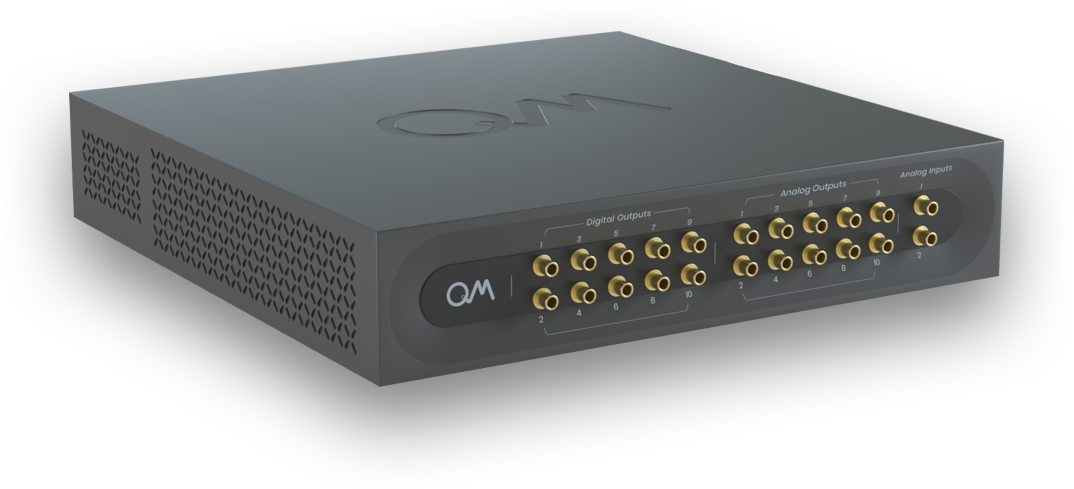 QM
Digital Outputs
1 3 5 7 9
2 4 6 8 10
Analog Outputs
1 3 5 7 9
2 4 6 8 10
Analog Inputs
1
2
QM